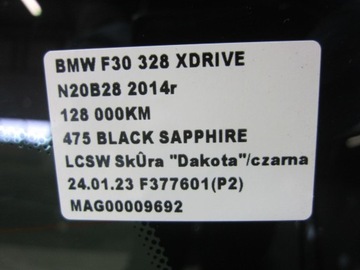 BMW F30 328 XDRIVE
N20B28 2014r
128 000KM
475 BLACK SAPPHIRE
LCSW SkÛra "Dakota"/czarna
24.01.23 F377601(P2)
MAG00009692